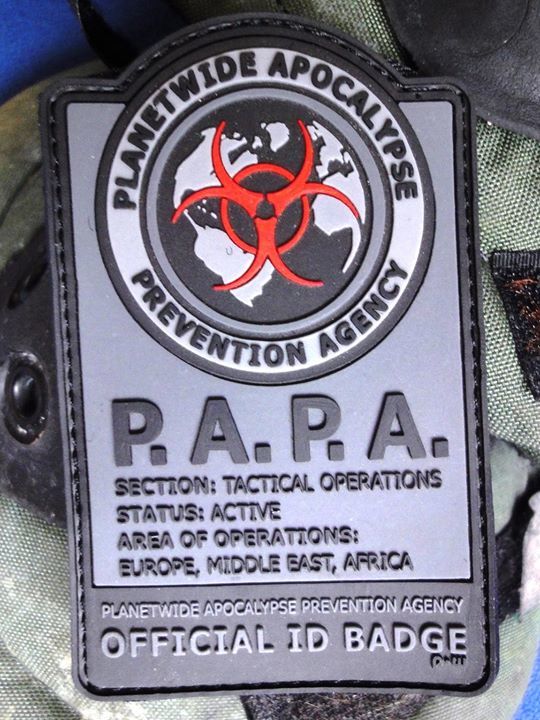 PLANETWIDE APOCALYPSE
PREVENTION AGENCY
P.A.P.A.
SECTION: TACTICAL OPERATIONS
STATUS: ACTIVE
AREA OF OPERATIONS:
EUROPE, MIDDLE EAST, AFRICA
PLANETWIDE APOCALYPSE PREVENTION AGENCY
OFFICIAL ID BADGE